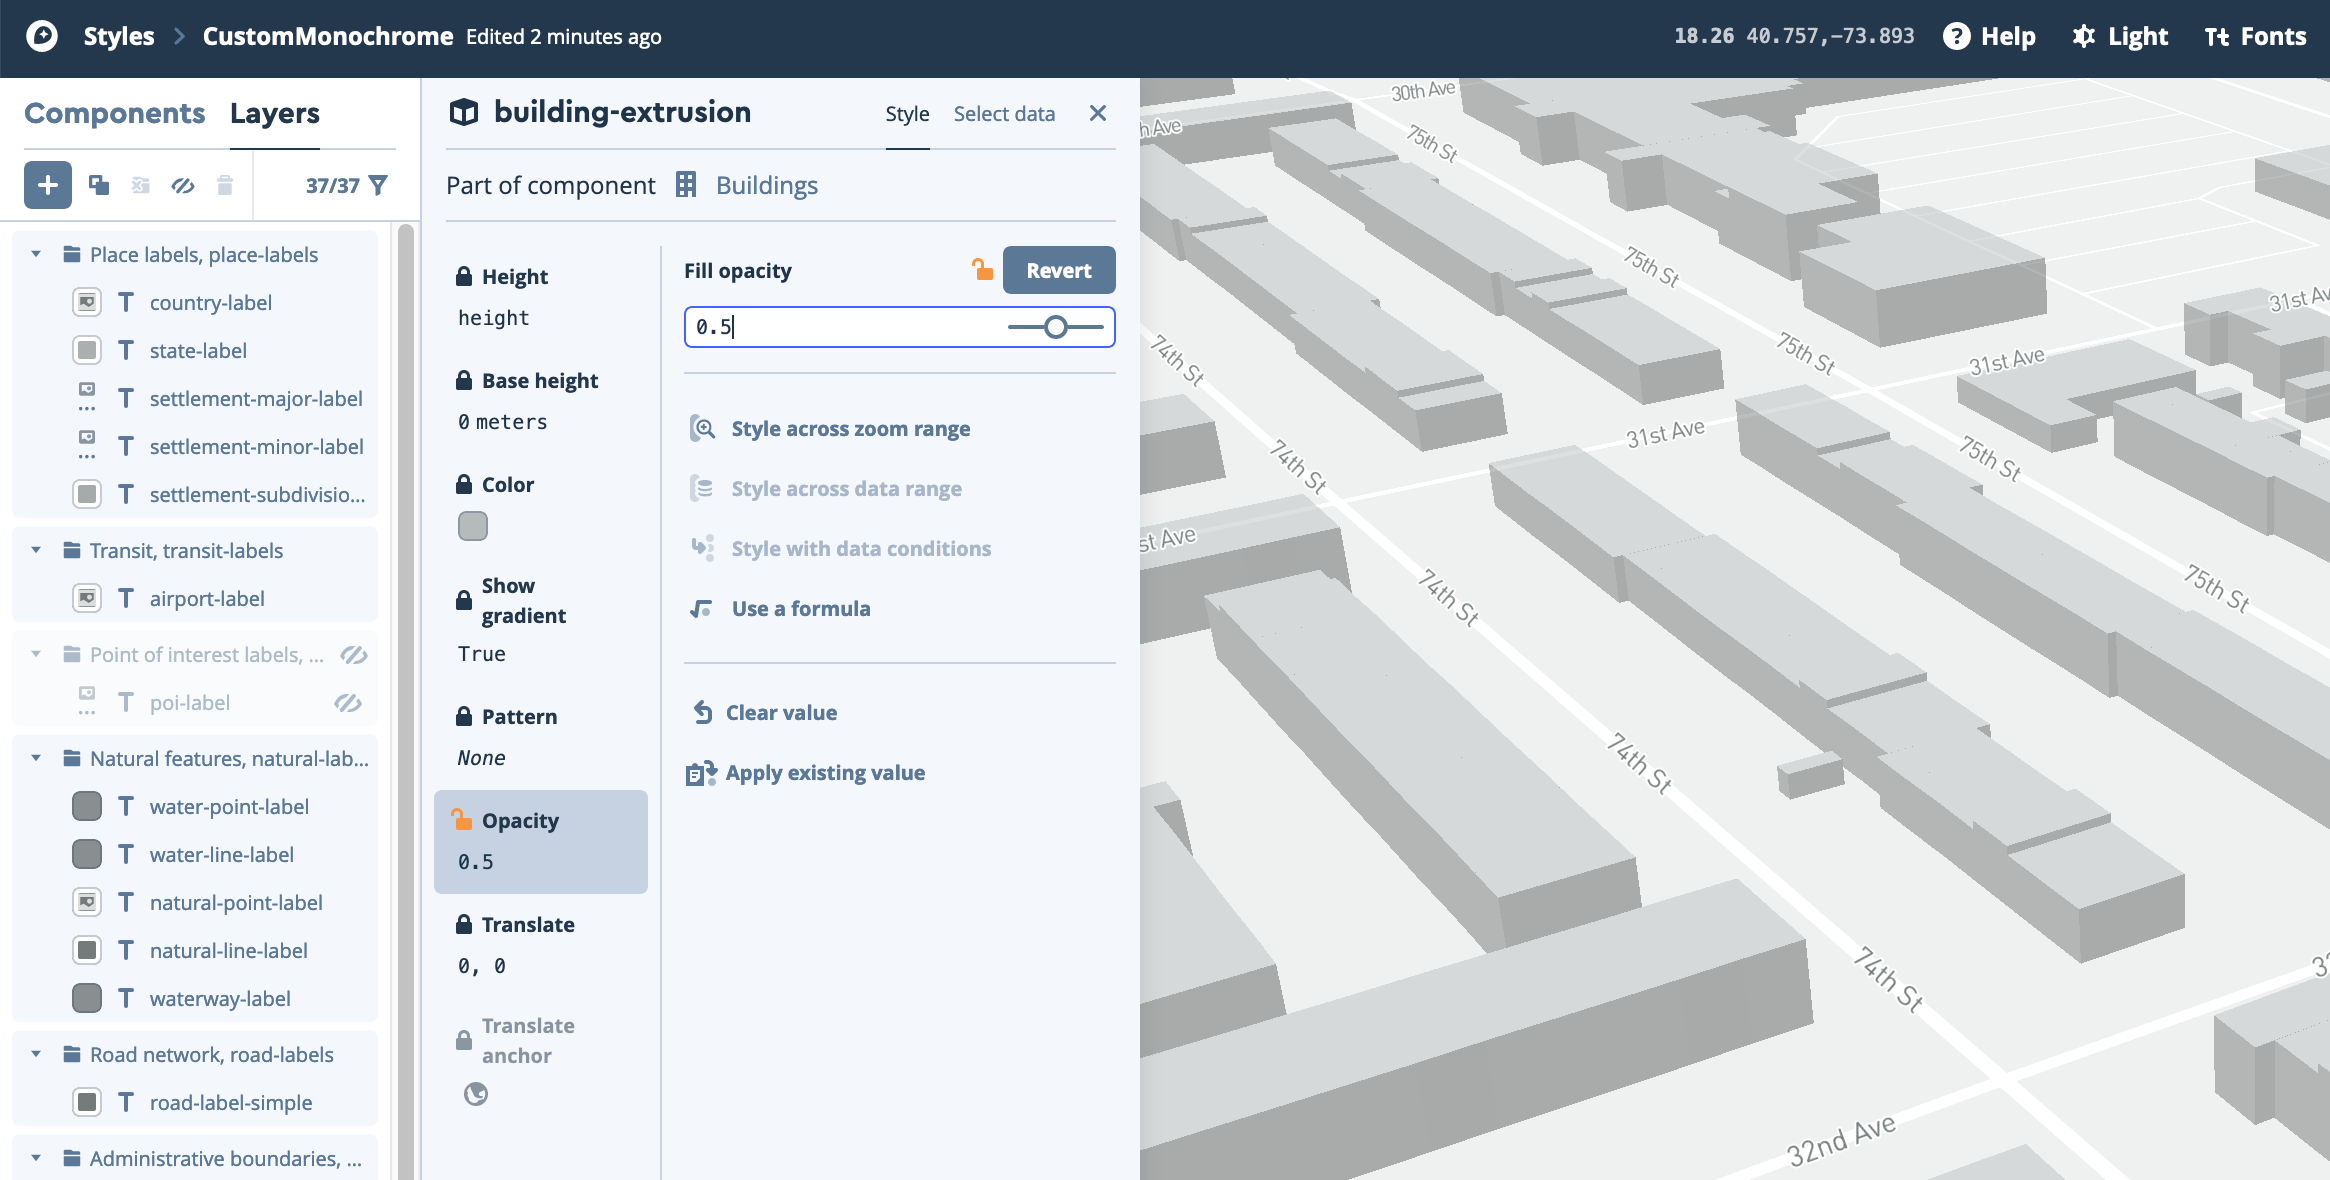 Styles > CustomMonochrome Edited 2 minutes ago
18.26 40.757,-73.893 Help Light Tt Fonts
Components Layers
37/37
Place labels, place-labels
T country-label
T state-label
T settlement-major-label
T settlement-minor-label
T settlement-subdivisio...
Transit, transit-labels
T airport-label
Point of interest labels, ...
T poi-label
Natural features, natural-lab...
T water-point-label
T water-line-label
T natural-point-label
T natural-line-label
T waterway-label
Road network, road-labels
T road-label-simple
Administrative boundaries, ...
building-extrusion
Style Select data
Part of component Buildings
Height
height
Base height
0 meters
Color
Show
gradient
True
Pattern
None
Opacity
0.5
Translate
0, 0
Translate
anchor
Fill opacity
Revert
0.5
Style across zoom range
Style across data range
Style with data conditions
Use a formula
Clear value
Apply existing value
30th Ave
h Ave
75th St
75th St
31st Av
75th St
31st Ave
74th St
31st Ave
75th St
74th St
st Ave
74th St
75th St
74th St
74th St
32
32nd Ave